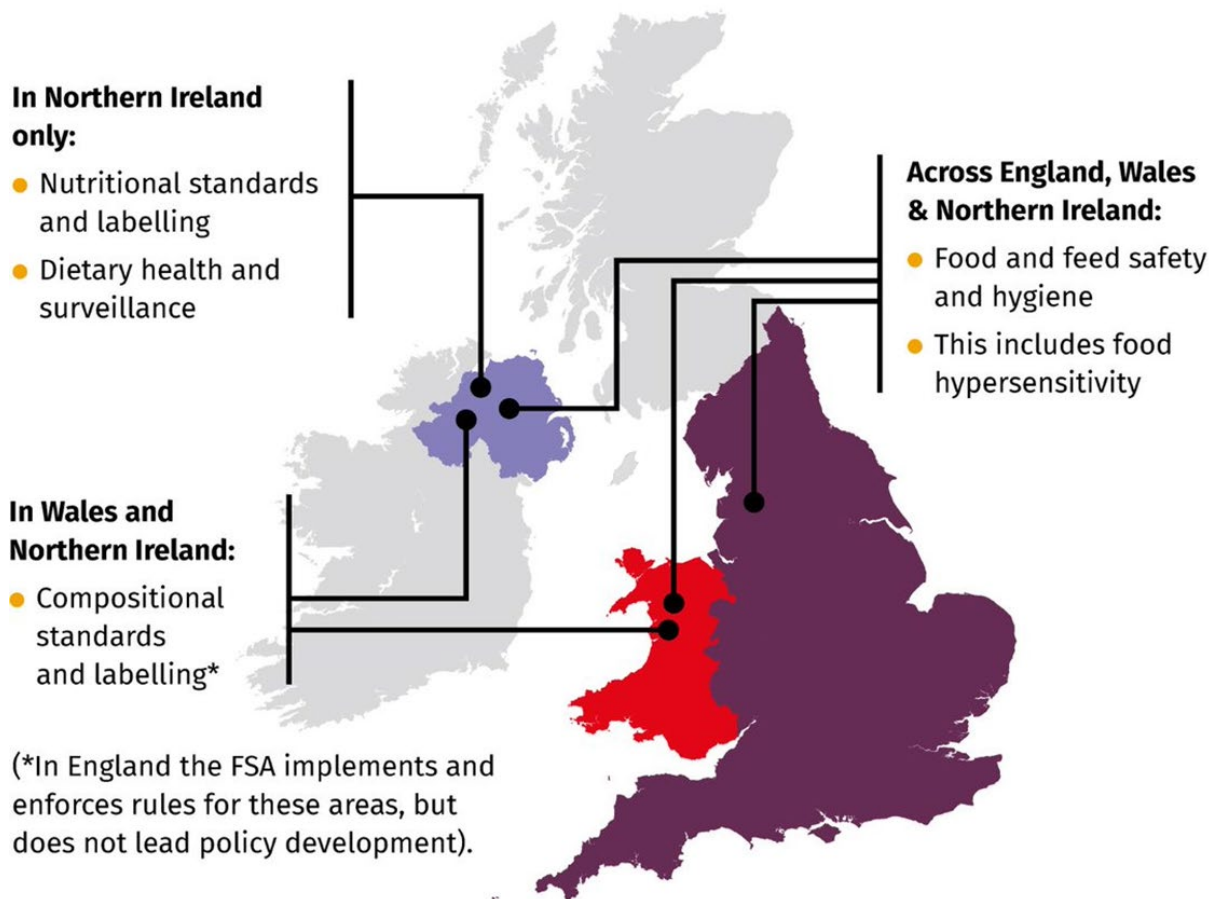 In Northern Ireland
only:
• Nutritional standards
and labelling
• Dietary health and
surveillance
Across England, Wales
& Northern Ireland:
• Food and feed safety
and hygiene
• This includes food
hypersensitivity
In Wales and
Northern Ireland:
• Compositional
standards
and labelling*
(*In England the FSA implements and
enforces rules for these areas, but
does not lead policy development).